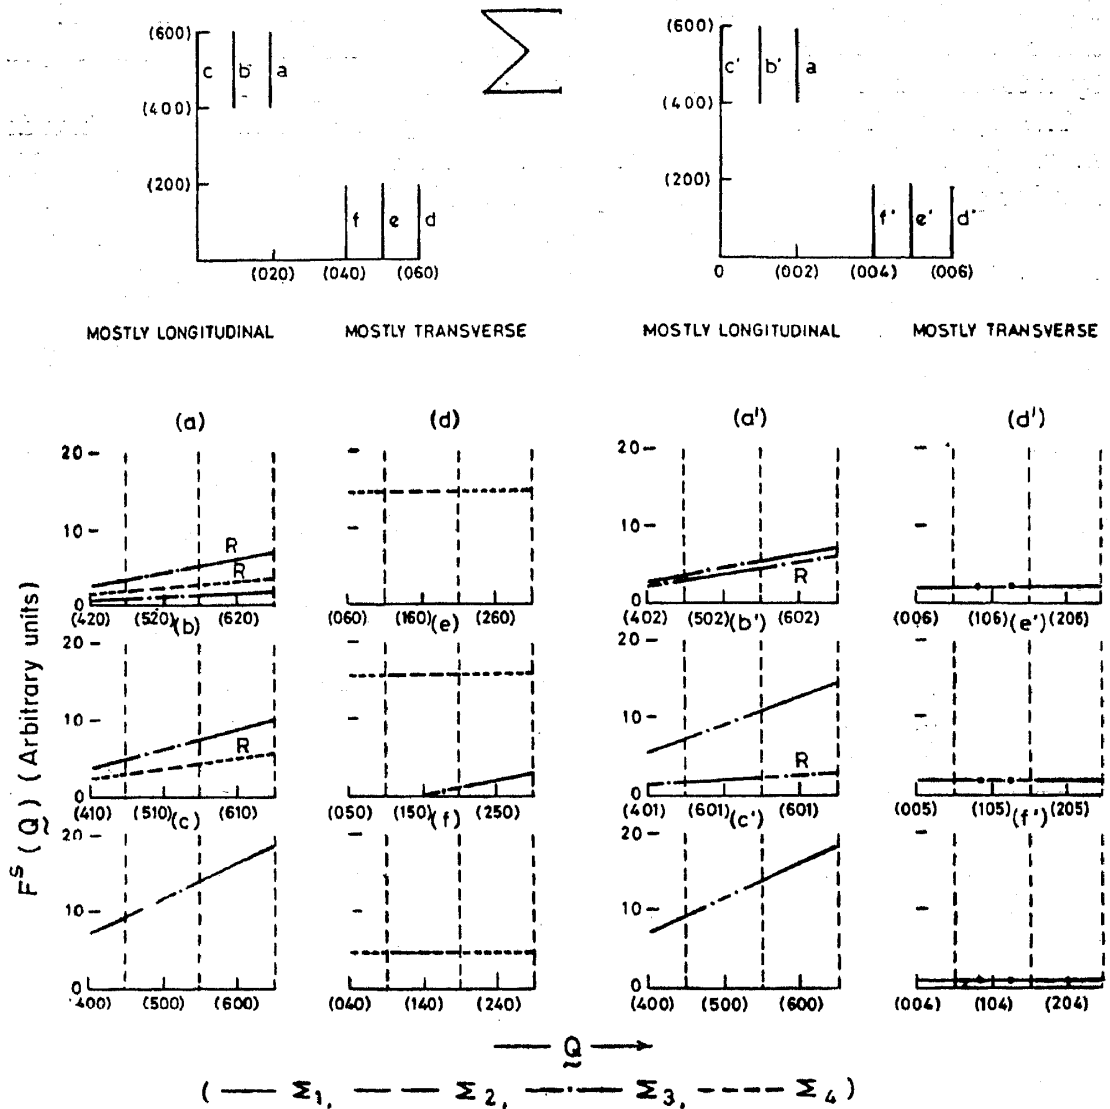 Σ
(600) (600)
c b' a c' b' a
(400) (400)
(200) (200)
f e d f' e' d'
(020) (040) (060) 0 (002) (004) (006)
MOSTLY LONGITUDINAL MOSTLY TRANSVERSE MOSTLY LONGITUDINAL MOSTLY TRANSVERSE
(a) (d) (a') (d')
20 20
10 10
R
R R
0 0
(420) (520) (620) (060) (160) (260) (402) (502) (602) (006) (106) (206)
(b) (e) (b') (e')
20 20
10 10
R R
0 0
(410) (510) (610) (050) (150) (250) (401) (601) (601) (005) (105) (205)
(c) (f) (c') (f')
20 20
10 10
0 0
(400) (500) (600) (040) (140) (240) (400) (500) (600) (004) (104) (204)
F^S (Q) (Arbitrary units)
Q
( Σ1, Σ2, Σ3, Σ4 )